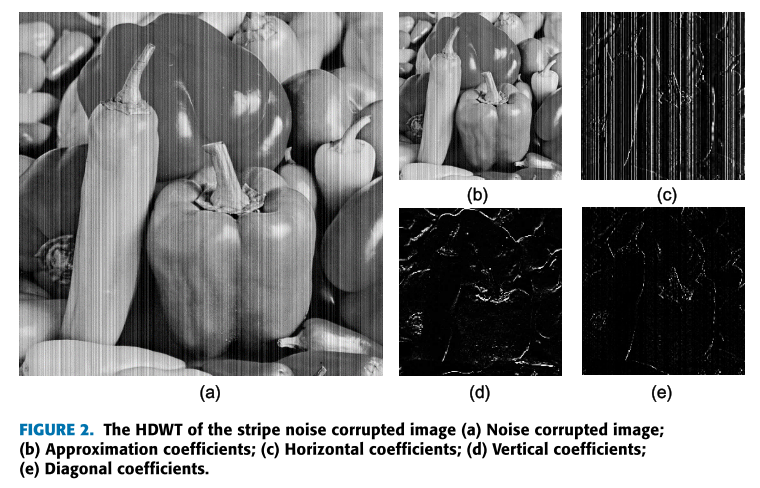 (b)
(c)
(a)
(d)
(e)
FIGURE 2. The HDWT of the stripe noise corrupted image (a) Noise corrupted image;
(b) Approximation coefficients; (c) Horizontal coefficients; (d) Vertical coefficients;
(e) Diagonal coefficients.